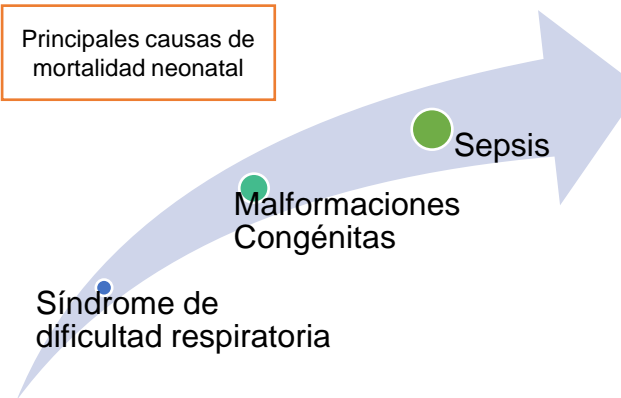 Principales causas de
mortalidad neonatal
Sepsis
Malformaciones
Congénitas
Síndrome de
dificultad respiratoria